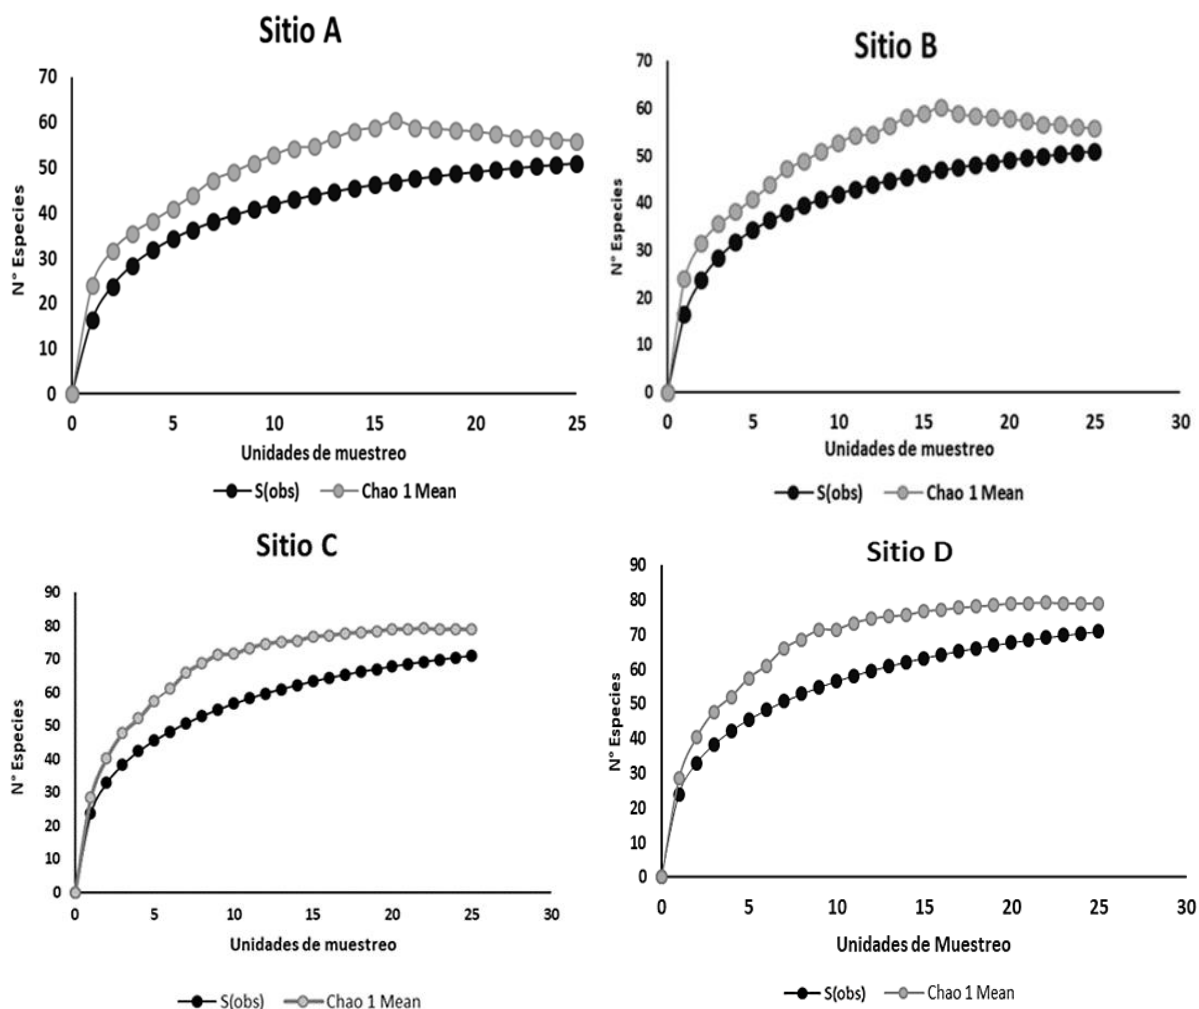 Sitio A
70
60
50
40
30
20
10
0
N° Especies
0 5 10 15 20 25
Unidades de muestreo
S(obs) Chao 1 Mean
Sitio B
70
60
50
40
30
20
10
0
N° Especies
0 5 10 15 20 25 30
Unidades de muestreo
S(obs) Chao 1 Mean
Sitio C
90
80
70
60
50
40
30
20
10
0
N° Especies
0 5 10 15 20 25 30
Unidades de muestreo
S(obs) Chao 1 Mean
Sitio D
90
80
70
60
50
40
30
20
10
0
N° Especies
0 5 10 15 20 25 30
Unidades de Muestreo
S(obs) Chao 1 Mean